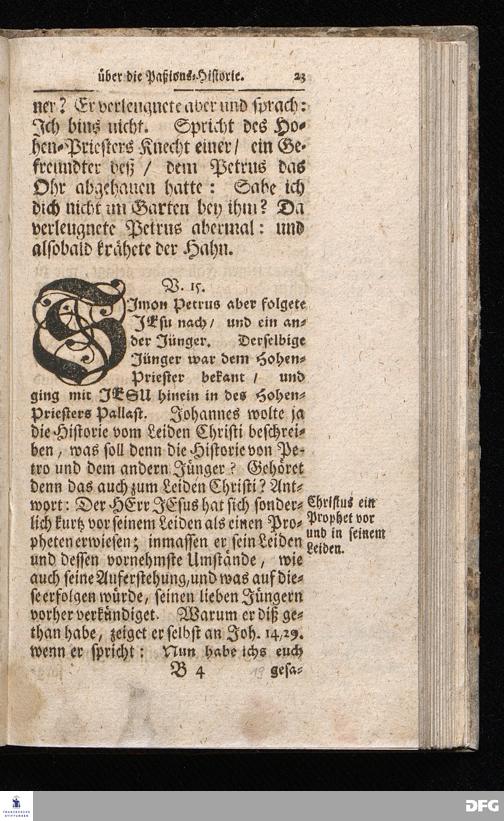 über die Paßions-Historie. 23
ner? Er verleugnete aber und sprach:
Ich bins nicht. Spricht des Ho-
hen-Priesters Knecht einer/ ein Ge-
freundter deß / dem Petrus das
Ohr abgehauen hatte: Sahe ich
dich nicht im Garten bey ihm? Da
verleugnete Petrus abermal: und
alsobald krähete der Hahn.
V. 15.
SImon Petrus aber folgete
JEsu nach/ und ein an-
der Jünger. Derselbige
Jünger war dem Hohen-
Priester bekant / und
ging mit JESU hinein in des Hohen-
Priesters Pallast. Johannes wolte ja
die Historie vom Leiden Christi beschrei-
ben, was soll denn die Historie von Pe-
tro und dem andern Jünger? Gehöret
denn das auch zum Leiden Christi? Ant-
wort: Der HErr JEsus hat sich sonder-
lich kurtz vor seinem Leiden als einen Pro-
pheten erwiesen; inmassen er sein Leiden
und dessen vornehmste Umstände, wie
auch seine Auferstehung, und was auf die-
se erfolgen würde, seinen lieben Jüngern
vorher verkündiget. Warum er diß ge-
than habe, zeiget er selbst an Joh. 14,29.
wenn er spricht: Nun habe ichs euch
B 4 gesa-
Christus ein
Prophet vor
und in seinem
Leiden.
19
FRANCKESCHE
STIFTUNGEN
DFG